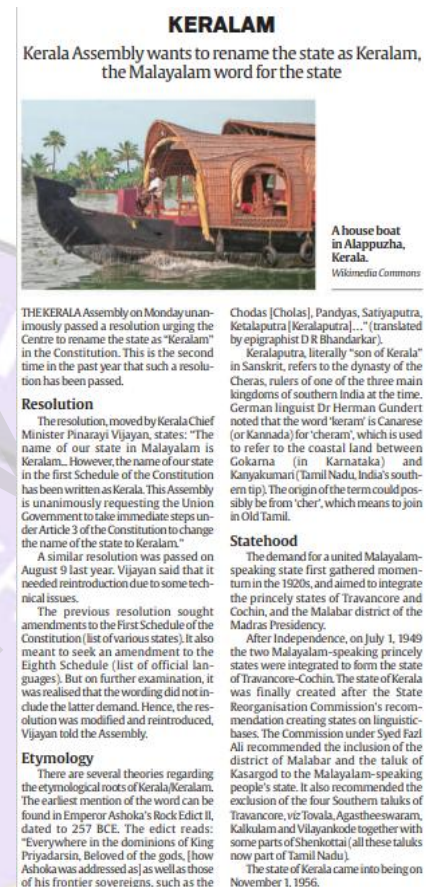 KERALAM
Kerala Assembly wants to rename the state as Keralam,
the Malayalam word for the state
A house boat
in Alappuzha,
Kerala.
Wikimedia Commons
THE KERALA Assembly on Monday unan-
imously passed a resolution urging the
Centre to rename the state as "Keralam"
in the Constitution. This is the second
time in the past year that such a resolu-
tion has been passed.
Resolution
The resolution, moved by Kerala Chief
Minister Pinarayi Vijayan, states: "The
name of our state in Malayalam is
Keralam... However, the name of our state
in the first Schedule of the Constitution
has been written as Kerala. This Assembly
is unanimously requesting the Union
Government to take immediate steps un-
der Article 3 of the Constitution to change
the name of the state to Keralam."
A similar resolution was passed on
August 9 last year. Vijayan said that it
needed reintroduction due to some tech-
nical issues.
The previous resolution sought
amendments to the First Schedule of the
Constitution (list of various states). It also
meant to seek an amendment to the
Eighth Schedule (list of official lan-
guages). But on further examination, it
was realised that the wording did not in-
clude the latter demand. Hence, the res-
olution was modified and reintroduced,
Vijayan told the Assembly.
Etymology
There are several theories regarding
the etymological roots of Kerala/Keralam.
The earliest mention of the word can be
found in Emperor Ashoka's Rock Edict II,
dated to 257 BCE. The edict reads:
"Everywhere in the dominions of King
Priyadarsin, Beloved of the gods, [how
Ashoka was addressed as] as well as those
of his frontier sovereigns, such as the
Chodas [Cholas], Pandyas, Satiyaputra,
Ketalaputra [Keralaputra]..." (translated
by epigraphist D R Bhandarkar).
Keralaputra, literally "son of Kerala"
in Sanskrit, refers to the dynasty of the
Cheras, rulers of one of the three main
kingdoms of southern India at the time.
German linguist Dr Herman Gundert
noted that the word 'keram' is Canarese
(or Kannada) for 'cheram', which is used
to refer to the coastal land between
Gokarna (in Karnataka) and
Kanyakumari (Tamil Nadu, India's south-
ern tip). The origin of the term could pos-
sibly be from 'cher', which means to join
in Old Tamil.
Statehood
The demand for a united Malayalam-
speaking state first gathered momen-
tum in the 1920s, and aimed to integrate
the princely states of Travancore and
Cochin, and the Malabar district of the
Madras Presidency.
After Independence, on July 1, 1949
the two Malayalam-speaking princely
states were integrated to form the state
of Travancore-Cochin. The state of Kerala
was finally created after the State
Reorganisation Commission's recom-
mendation creating states on linguistic-
bases. The Commission under Syed Fazl
Ali recommended the inclusion of the
district of Malabar and the taluk of
Kasargod to the Malayalam-speaking
people's state. It also recommended the
exclusion of the four Southern taluks of
Travancore, viz Tovala, Agastheeswaram,
Kalkulam and Vilayankode together with
some parts of Shenkottai (all these taluks
now part of Tamil Nadu).
The state of Kerala came into being on
November 1, 1956.